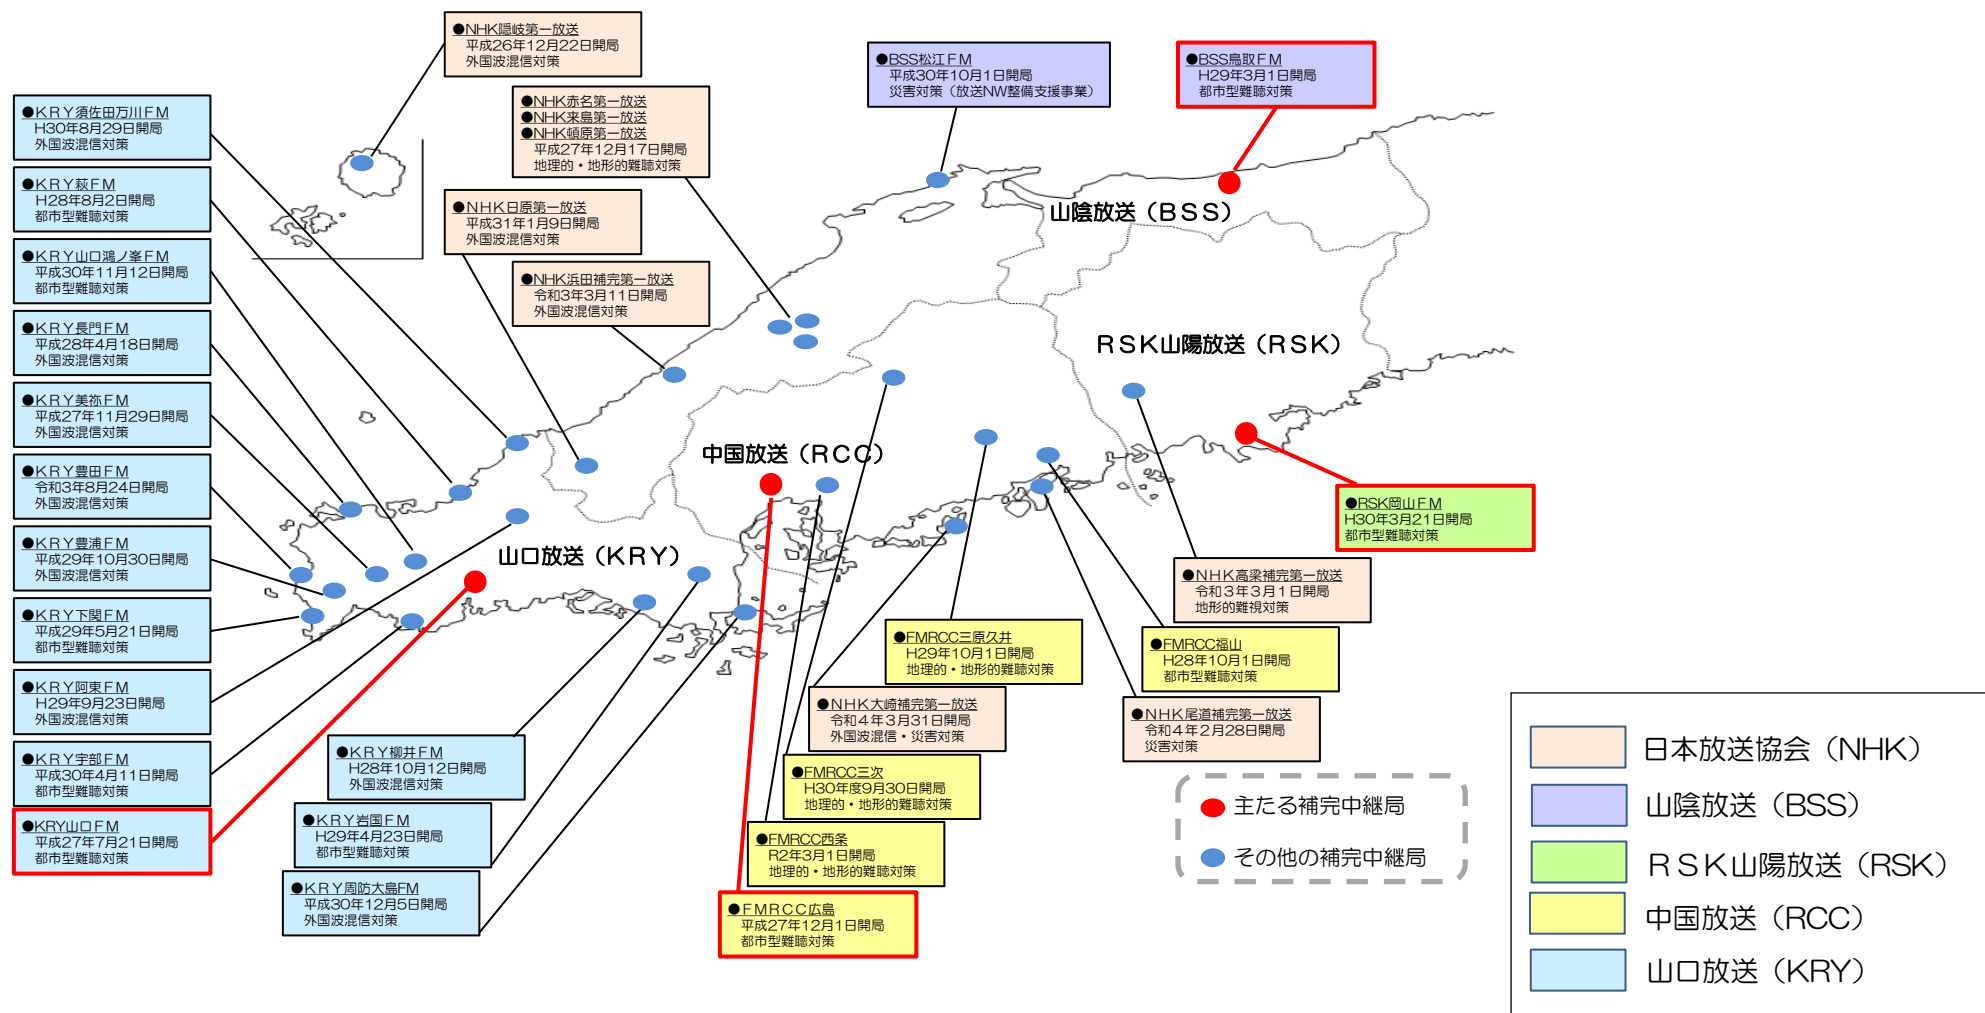 ●NHK隠岐第一放送
平成26年12月22日開局
外国波混信対策
●BSS松江ＦＭ
平成30年10月1日開局
災害対策（放送NW整備支援事業）
●BSS鳥取ＦＭ
H29年3月1日開局
都市型難聴対策
●ＫＲＹ須佐田万川ＦＭ
H30年8月29日開局
外国波混信対策
●NHK赤名第一放送
●NHK来島第一放送
●NHK頓原第一放送
平成27年12月17日開局
地理的・地形的難聴対策
●ＫＲＹ萩ＦＭ
H28年8月2日開局
都市型難聴対策
●NHK日原第一放送
平成31年1月9日開局
外国波混信対策
山陰放送（ＢＳＳ）
●ＫＲＹ山口鴻ノ峯ＦＭ
平成30年11月12日開局
都市型難聴対策
●NHK浜田補完第一放送
令和3年3月11日開局
外国波混信対策
●ＫＲＹ長門ＦＭ
平成28年4月18日開局
外国波混信対策
ＲＳＫ山陽放送（ＲＳＫ）
●ＫＲＹ美祢ＦＭ
平成27年11月29日開局
外国波混信対策
中国放送（ＲＣＣ）
●ＫＲＹ豊田ＦＭ
令和3年8月24日開局
外国波混信対策
●RSK岡山ＦＭ
H30年3月21日開局
都市型難聴対策
●ＫＲＹ豊浦ＦＭ
平成29年10月30日開局
外国波混信対策
山口放送（ＫＲＹ）
●NHK高梁補完第一放送
令和３年３月１日開局
地形的難視対策
●ＫＲＹ下関ＦＭ
平成29年5月21日開局
都市型難聴対策
●FMRCC三原久井
H29年10月1日開局
地理的・地形的難聴対策
●FMRCC福山
H28年10月1日開局
都市型難聴対策
●ＫＲＹ阿東ＦＭ
H29年9月23日開局
外国波混信対策
●ＮＨＫ大崎補完第一放送
令和４年３月31日開局
外国波混信・災害対策
●ＮＨＫ尾道補完第一放送
令和４年２月28日開局
災害対策
●ＫＲＹ宇部ＦＭ
平成30年4月11日開局
都市型難聴対策
●ＫＲＹ柳井ＦＭ
H28年10月12日開局
外国波混信対策
●FMRCC三次
H30年度9月30日開局
地理的・地形的難聴対策
●KRY山口ＦＭ
平成27年7月21日開局
都市型難聴対策
●ＫＲＹ岩国ＦＭ
H29年4月23日開局
都市型難聴対策
●FMRCC西条
R2年3月1日開局
地理的・地形的難聴対策
●ＫＲＹ周防大島FM
平成30年12月5日開局
外国波混信対策
●ＦＭＲＣＣ広島
平成27年12月1日開局
都市型難聴対策
主たる補完中継局
その他の補完中継局
日本放送協会（NHK）
山陰放送（BSS）
ＲＳＫ山陽放送（RSK）
中国放送（RCC）
山口放送（KRY）